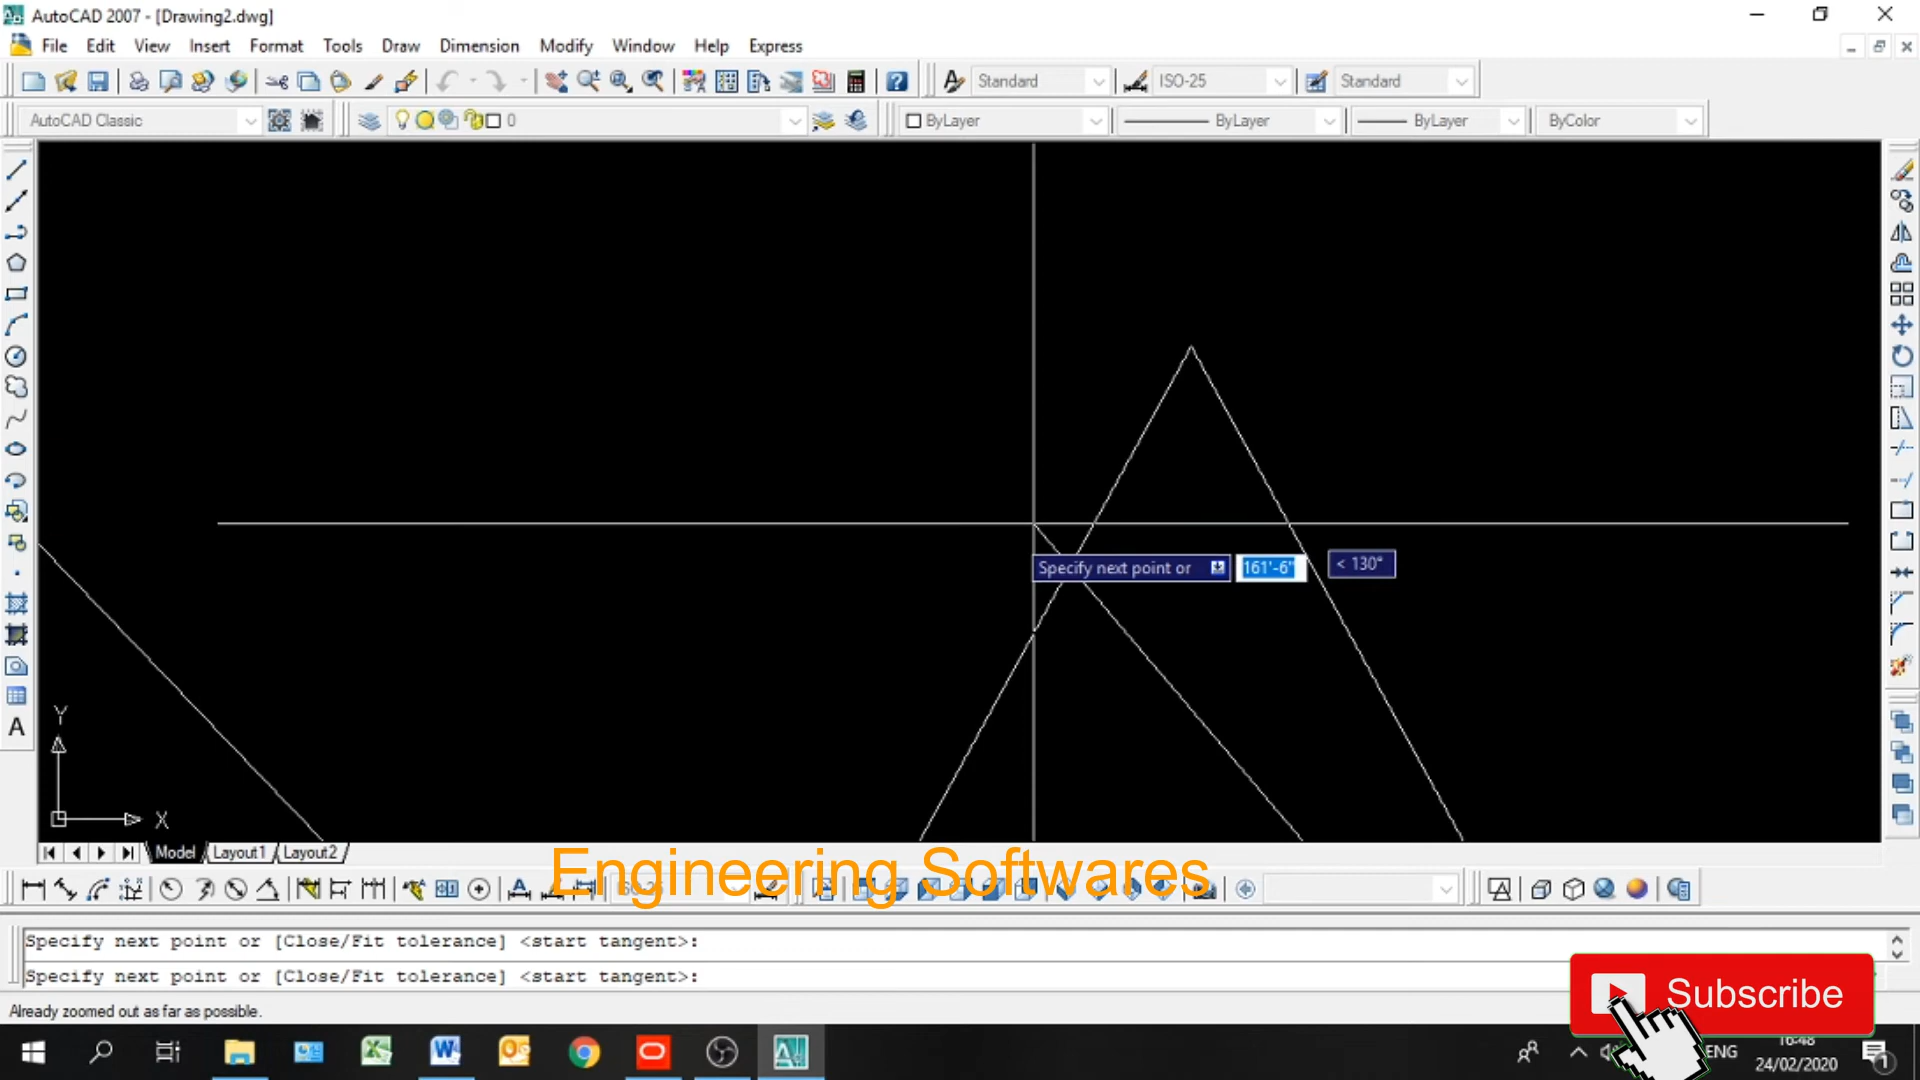 AutoCAD 2007 - [Drawing2.dwg]
File Edit View Insert Format Tools Draw Dimension Modify Window Help Express
Standard ISO-25 Standard
AutoCAD Classic 0 ByLayer ByLayer ByLayer ByColor
Specify next point or 161'-6" < 130°
Y
X
A
Model Layout1 Layout2
Engineering Softwares
Specify next point or [Close/Fit tolerance] <start tangent>:
Specify next point or [Close/Fit tolerance] <start tangent>:
Subscribe
Already zoomed out as far as possible.
ENG
16:48
24/02/2020
1